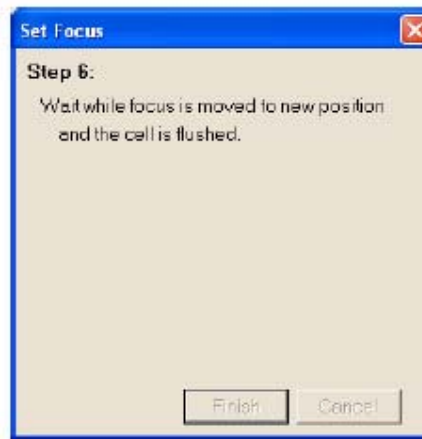 Set Focus
Step 6:
Wait while focus is moved to new position
and the cell is flushed.
Finish
Cancel